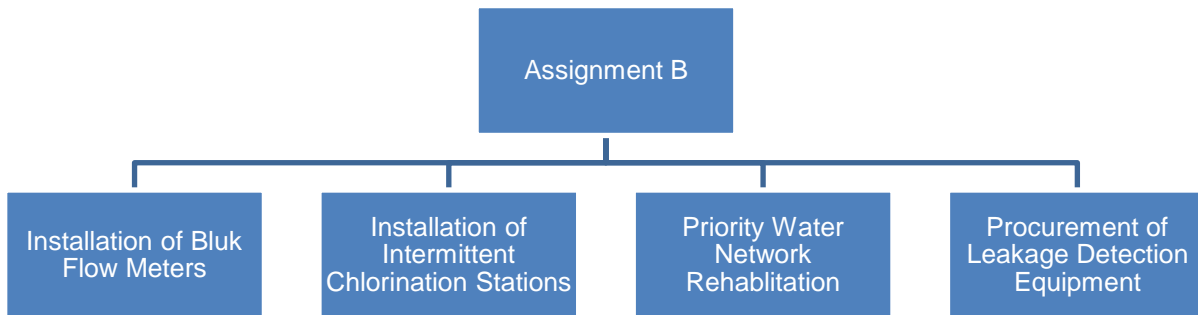 Assignment B
Installation of Bluk
Flow Meters
Installation of
Intermittent
Chlorination Stations
Priority Water
Network
Rehablitation
Procurement of
Leakage Detection
Equipment